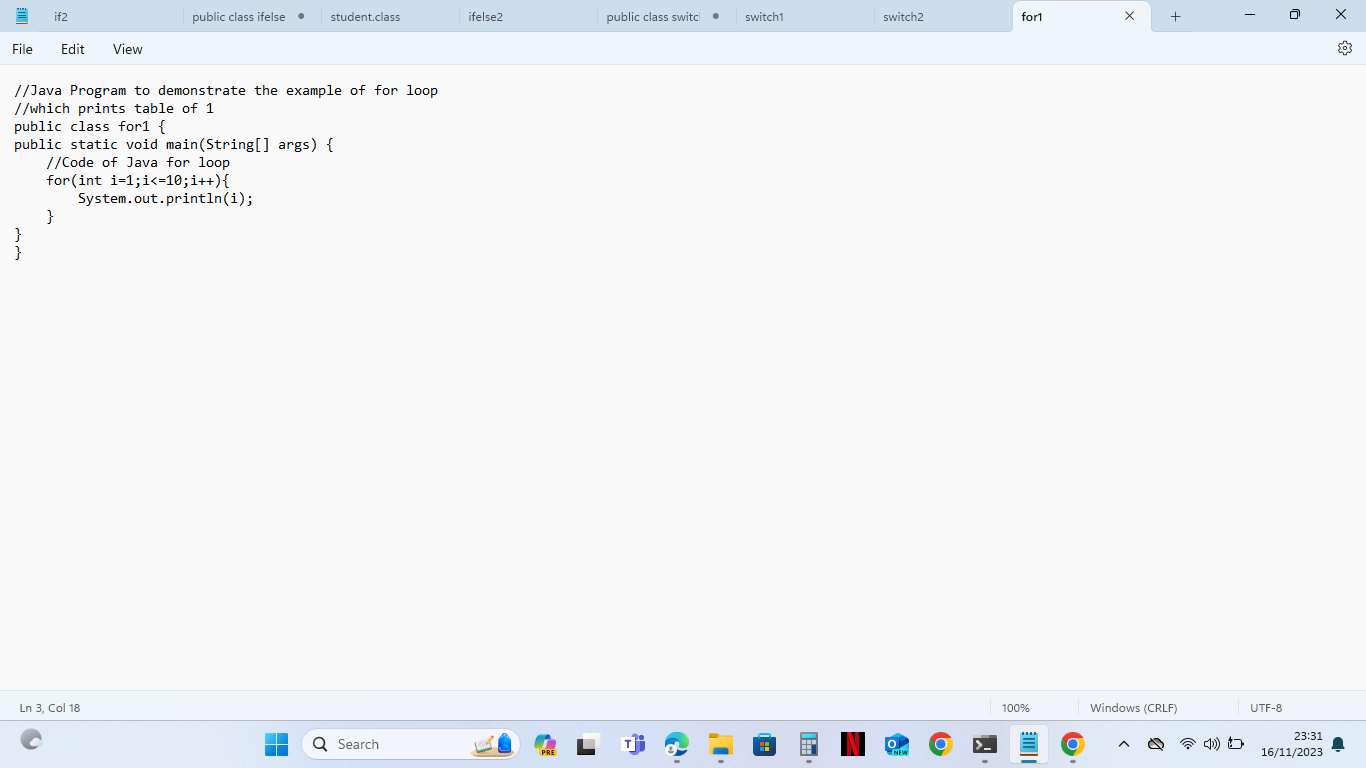 if2 public class ifelse student.class ifelse2 public class switc switch1 switch2 for1
File Edit View
//Java Program to demonstrate the example of for loop
//which prints table of 1
public class for1 {
public static void main(String[] args) {
    //Code of Java for loop
    for(int i=1;i<=10;i++){
        System.out.println(i);
    }
}
}
Ln 3, Col 18 100% Windows (CRLF) UTF-8
Search PRE NEW 23:31
16/11/2023